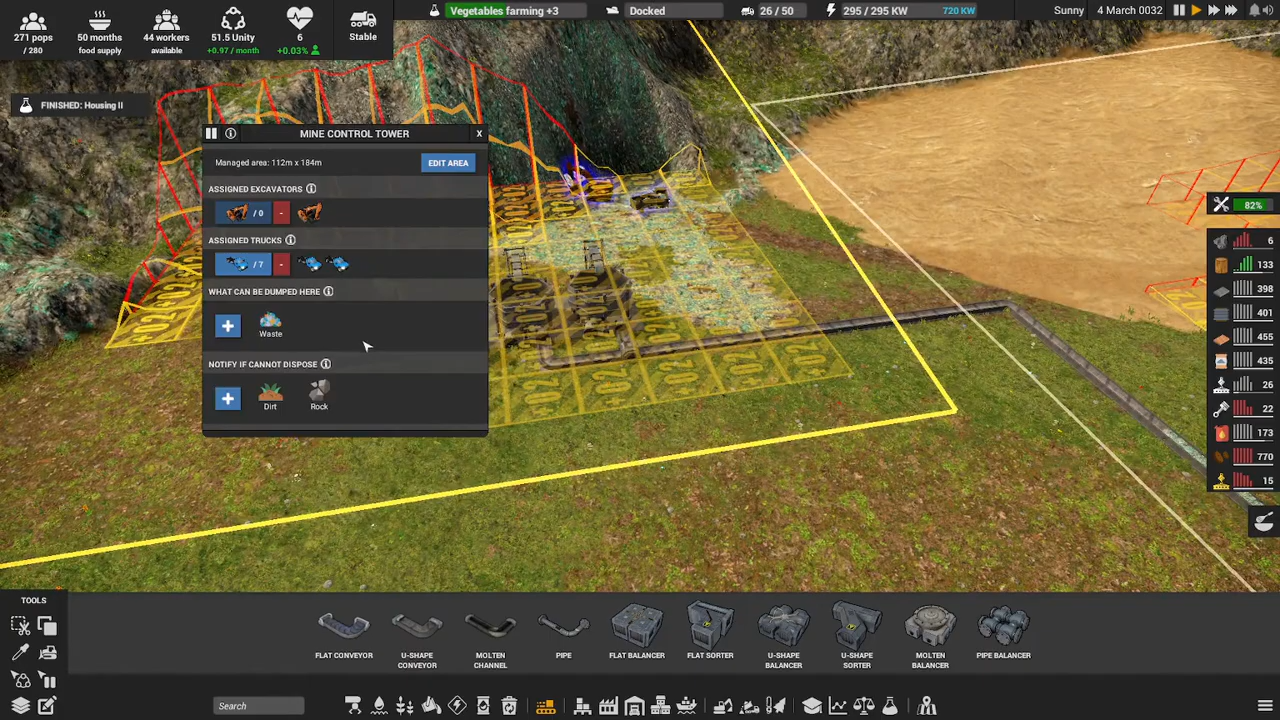 Vegetables farming +3
Docked
26 / 50
295 / 295 KW
720 KW
Sunny
4 March 0032
271 pops
/ 280
50 months
food supply
44 workers
available
51.5 Unity
+0.97 / month
6
+0.03%
Stable
FINISHED: Housing II
MINE CONTROL TOWER
x
Managed area: 112m x 184m
EDIT AREA
ASSIGNED EXCAVATORS
/ 0
-
ASSIGNED TRUCKS
/ 7
-
WHAT CAN BE DUMPED HERE
Waste
NOTIFY IF CANNOT DISPOSE
Dirt
Rock
82%
6
133
398
401
455
435
26
22
173
770
15
TOOLS
FLAT CONVEYOR
U-SHAPE
CONVEYOR
MOLTEN
CHANNEL
PIPE
FLAT BALANCER
FLAT SORTER
U-SHAPE
BALANCER
U-SHAPE
SORTER
MOLTEN
BALANCER
PIPE BALANCER
Search